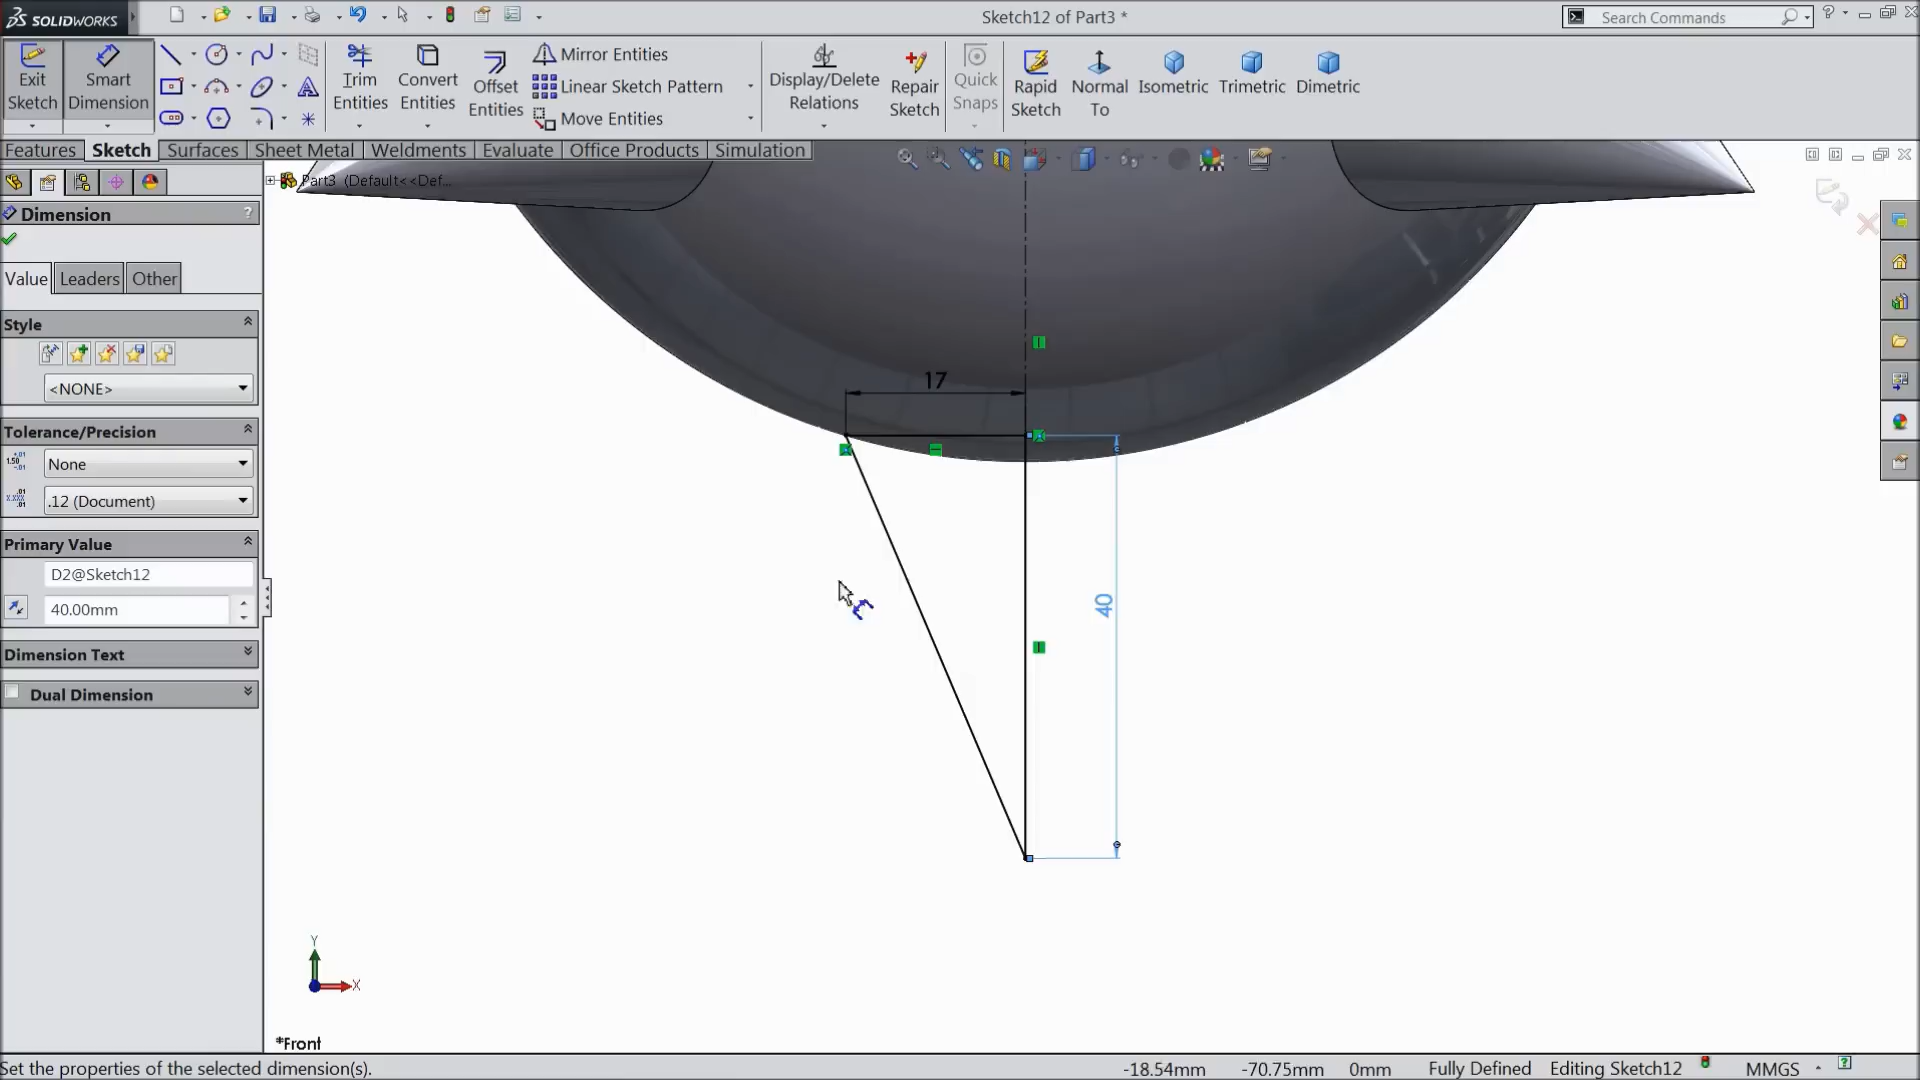 SOLIDWORKS
Sketch12 of Part3 *
Search Commands
Exit Sketch
Smart Dimension
Trim Entities
Convert Entities
Offset Entities
Mirror Entities
Linear Sketch Pattern
Move Entities
Display/Delete Relations
Repair Sketch
Quick Snaps
Rapid Sketch
Normal To
Isometric
Trimetric
Dimetric
Features
Sketch
Surfaces
Sheet Metal
Weldments
Evaluate
Office Products
Simulation
Part3 (Default<<Def...
Dimension
?
Value
Leaders
Other
Style
<NONE>
Tolerance/Precision
None
.12 (Document)
Primary Value
D2@Sketch12
40.00mm
Dimension Text
Dual Dimension
17
40
Y
X
*Front
Set the properties of the selected dimension(s).
-18.54mm
-70.75mm
0mm
Fully Defined
Editing Sketch12
MMGS